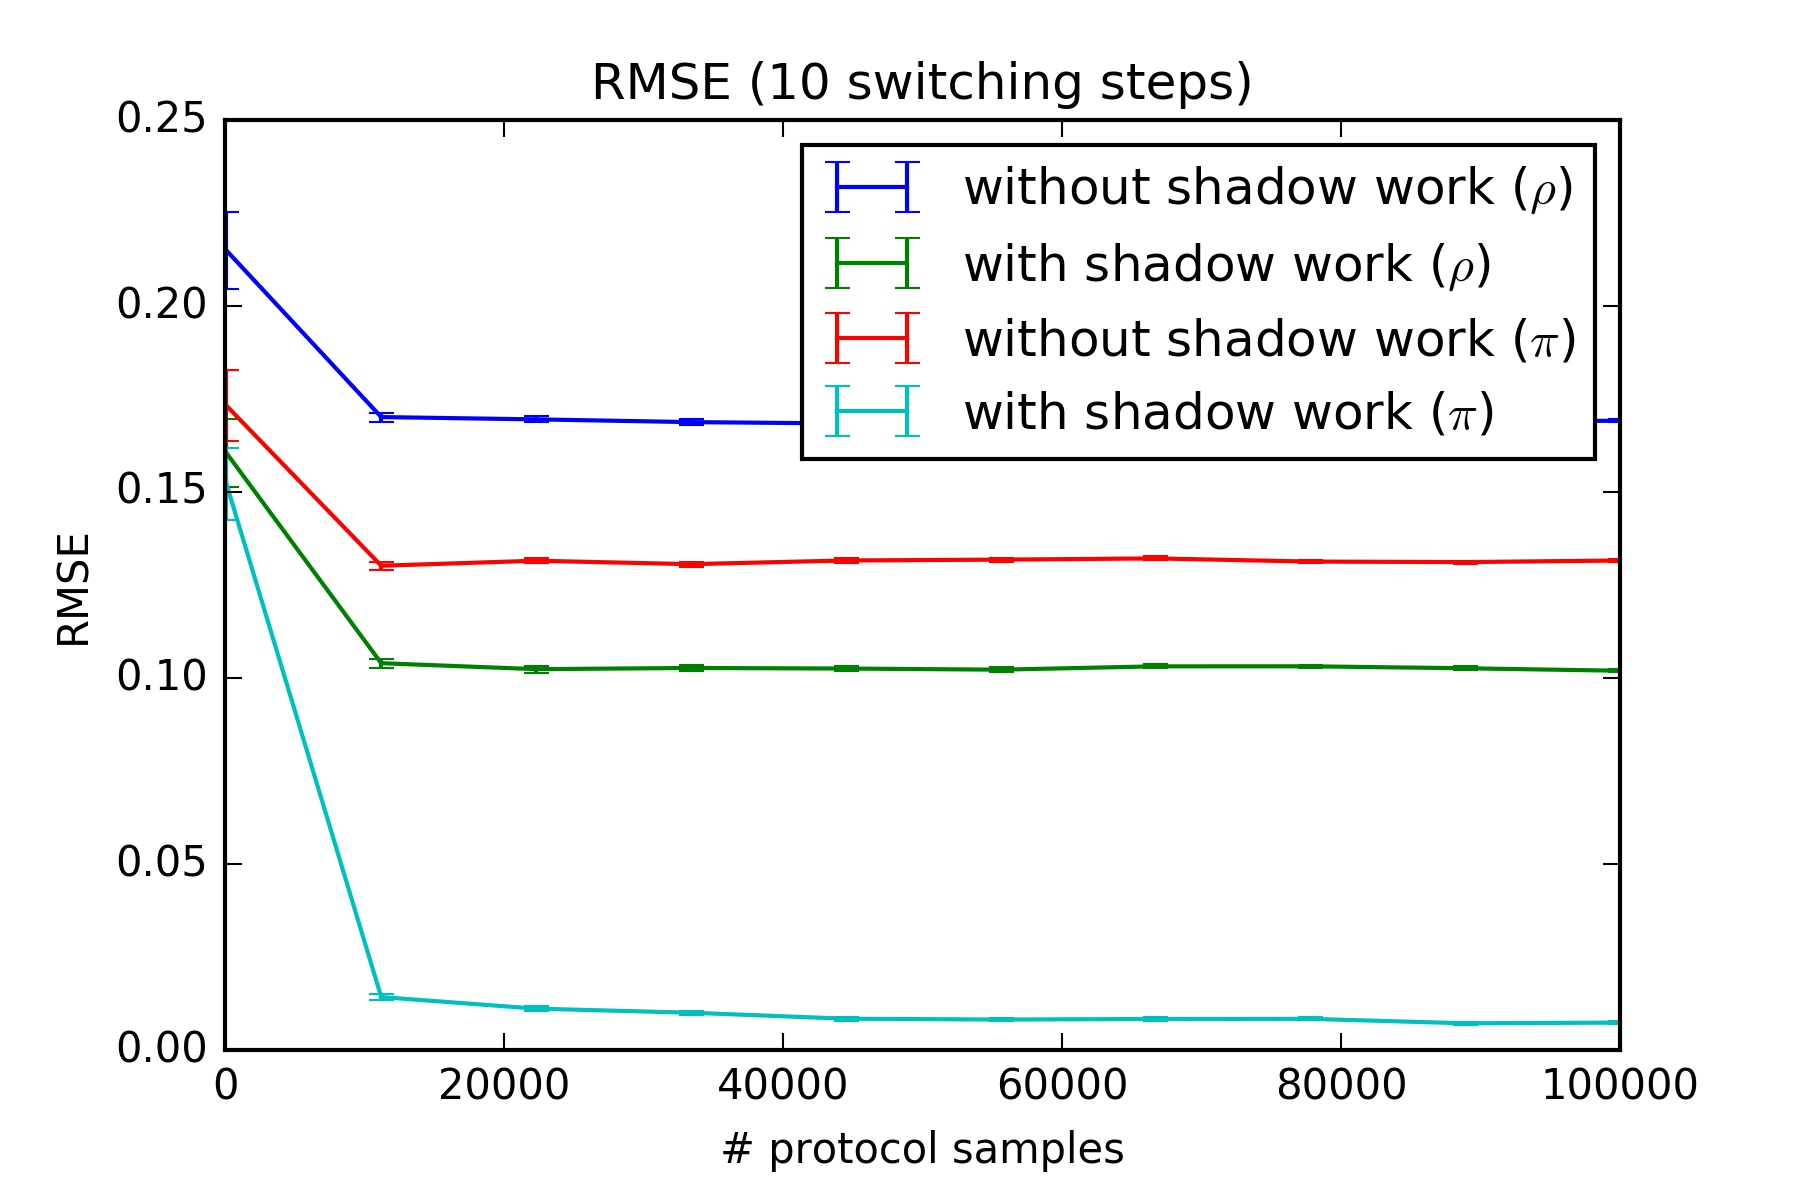 RMSE (10 switching steps)
0.25
0.20
0.15
0.10
0.05
0.00
RMSE
without shadow work (ρ)
with shadow work (ρ)
without shadow work (π)
with shadow work (π)
0 20000 40000 60000 80000 100000
# protocol samples